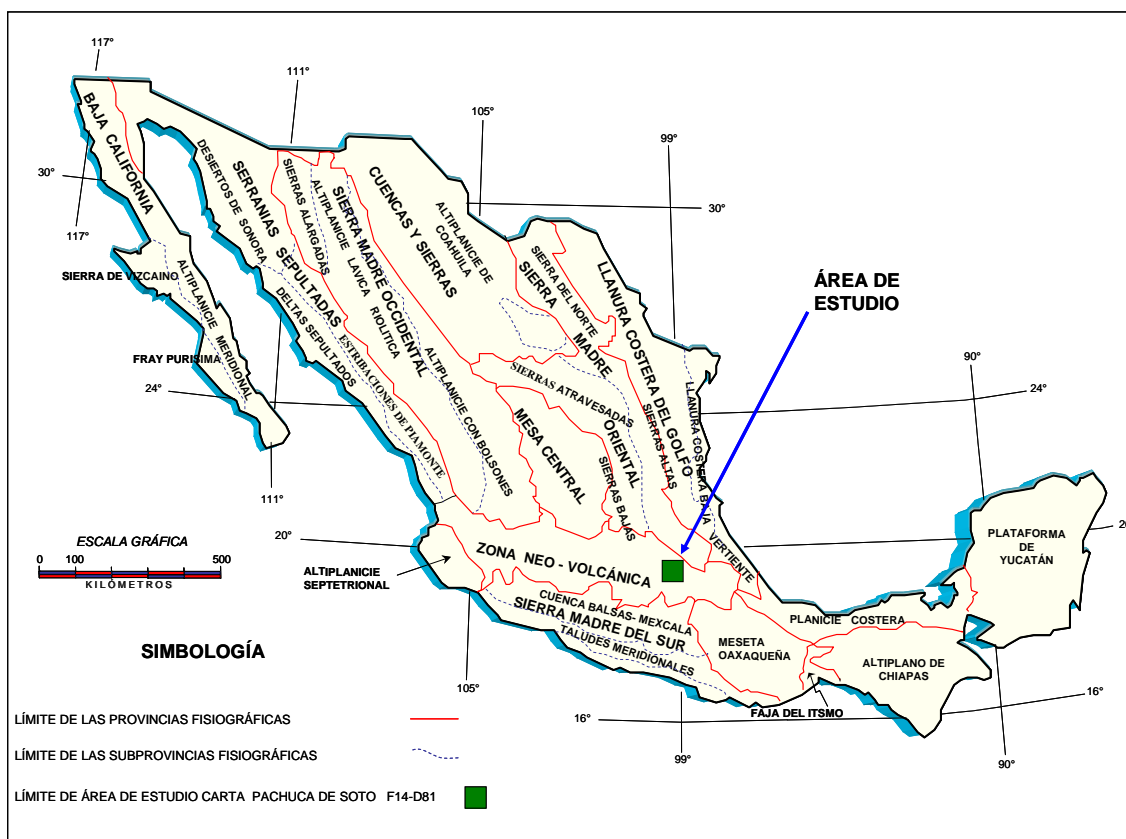 117°
111°
105°
99°
30°
117°
30°
BAJA CALIFORNIA
DESIERTOS DE SONORA
SERRANIAS SEPULTADAS
SIERRAS ALARGADAS
ALTIPLANICIE LAVICA RIOLITICA
SIERRA MADRE OCCIDENTAL
CUENCAS Y SIERRAS
ALTIPLANICIE DE
COAHUILA
SIERRA MADRE ORIENTAL
SIERRA DEL NORTE
LLANURA COSTERA DEL GOLFO
ÁREA DE
ESTUDIO
SIERRA DE VIZCAINO
ALTIPLANICIE MERIDIONAL
DELTAS SEPULTADOS
ESTRIBACIONES DE PIAMONTE
ALTIPLANICIE CON BOLSONES
SIERRAS ATRAVESADAS
MESA CENTRAL
SIERRAS BAJAS
SIERRAS ALTAS
LLANURA COSTERA BAJA
VERTIENTE
FRAY PURISIMA
24°
99°
90°
24°
111°
20°
20
ESCALA GRÁFICA
0 100 500
KILÓMETROS
ALTIPLANICIE
SEPTETRIONAL
ZONA NEO - VOLCÁNICA
PLATAFORMA
DE
YUCATÁN
CUENCA BALSAS- MEXCALA
SIERRA MADRE DEL SUR
TALUDES MERIDIONALES
MESETA
OAXAQUEÑA
PLANICIE COSTERA
ALTIPLANO DE
CHIAPAS
FAJA DEL ITSMO
105°
16°
99°
16°
90°
SIMBOLOGÍA
LÍMITE DE LAS PROVINCIAS FISIOGRÁFICAS
LÍMITE DE LAS SUBPROVINCIAS FISIOGRÁFICAS
LÍMITE DE ÁREA DE ESTUDIO CARTA PACHUCA DE SOTO F14-D81